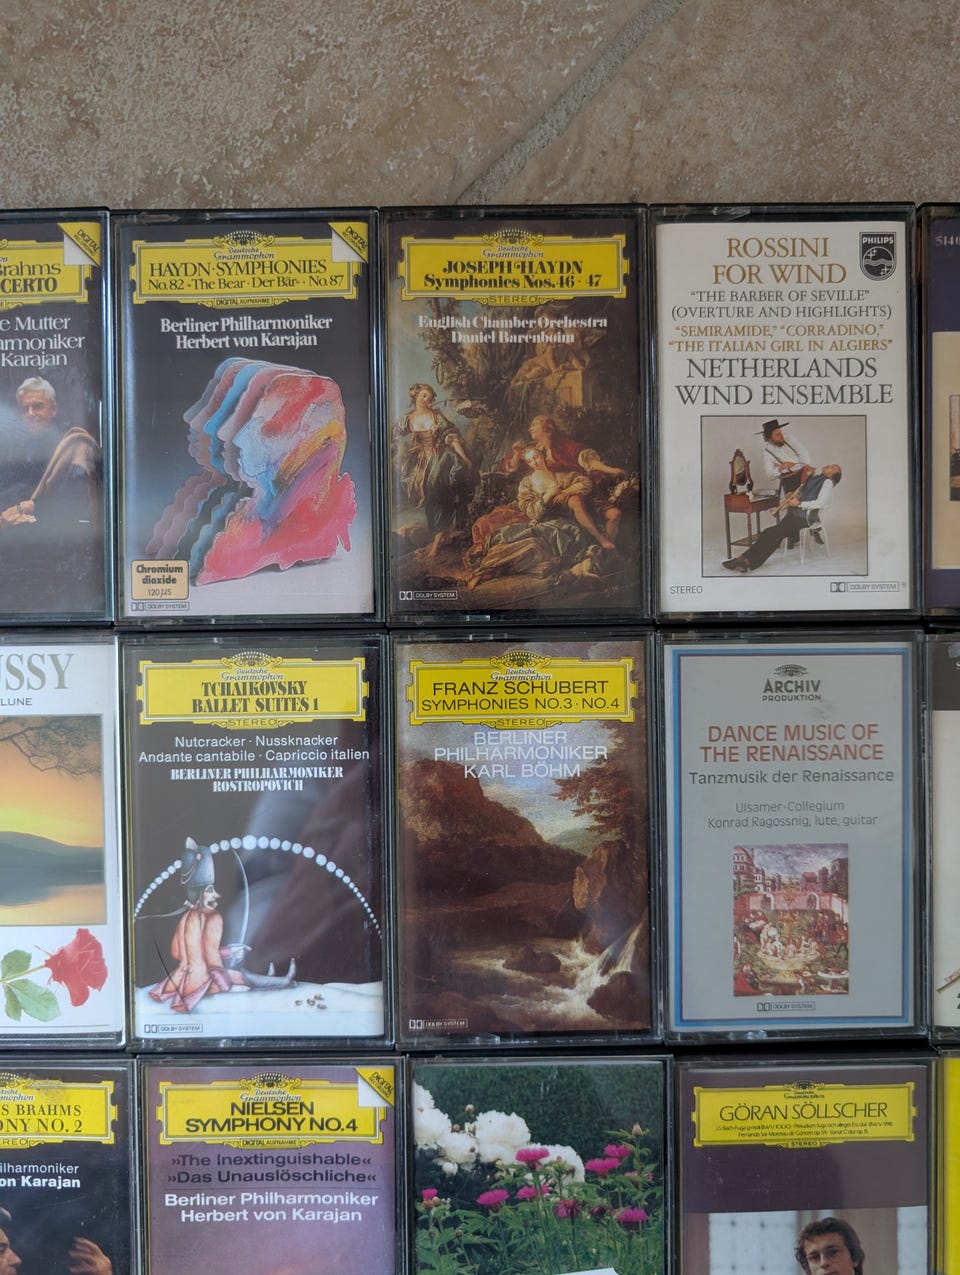 Brahms
CERTO
DIGITAL
RECORDING
e Mutter
armoniker
Karajan
Deutsche
Grammophon
HAYDN·SYMPHONIES
No.82 ·The Bear · Der Bär · · No.87
DIGITAL AUFNAHME
DIGITAL
RECORDING
Berliner Philharmoniker
Herbert von Karajan
Chromium
dioxide
120 µS
DOLBY SYSTEM
Deutsche
Grammophon
JOSEPH HAYDN
Symphonies Nos. 46 · 47
STEREO
English Chamber Orchestra
Daniel Barenboim
DOLBY SYSTEM
ROSSINI
FOR WIND
PHILIPS
"THE BARBER OF SEVILLE"
(OVERTURE AND HIGHLIGHTS)
"SEMIRAMIDE," "CORRADINO,"
"THE ITALIAN GIRL IN ALGIERS"
NETHERLANDS
WIND ENSEMBLE
STEREO
DOLBY SYSTEM
USSY
LUNE
Deutsche
Grammophon
TCHAIKOVSKY
BALLET SUITES 1
STEREO
Nutcracker · Nussknacker
Andante cantabile · Capriccio italien
BERLINER PHILHARMONIKER
ROSTROPOVICH
DOLBY SYSTEM
Deutsche
Grammophon
FRANZ SCHUBERT
SYMPHONIES NO.3 · NO.4
STEREO
BERLINER
PHILHARMONIKER
KARL BÖHM
DOLBY SYSTEM
ARCHIV
PRODUKTION
DANCE MUSIC OF
THE RENAISSANCE
Tanzmusik der Renaissance
Ulsamer-Collegium
Konrad Ragossnig, lute, guitar
DOLBY SYSTEM
S BRAHMS
ONY NO. 2
STEREO
ilharmoniker
on Karajan
Deutsche
Grammophon
DIGITAL
RECORDING
NIELSEN
SYMPHONY NO.4
DIGITAL AUFNAHME
»The Inextinguishable«
»Das Unauslöschliche«
Berliner Philharmoniker
Herbert von Karajan
Deutsche
Grammophon
GÖRAN SÖLLSCHER
STEREO